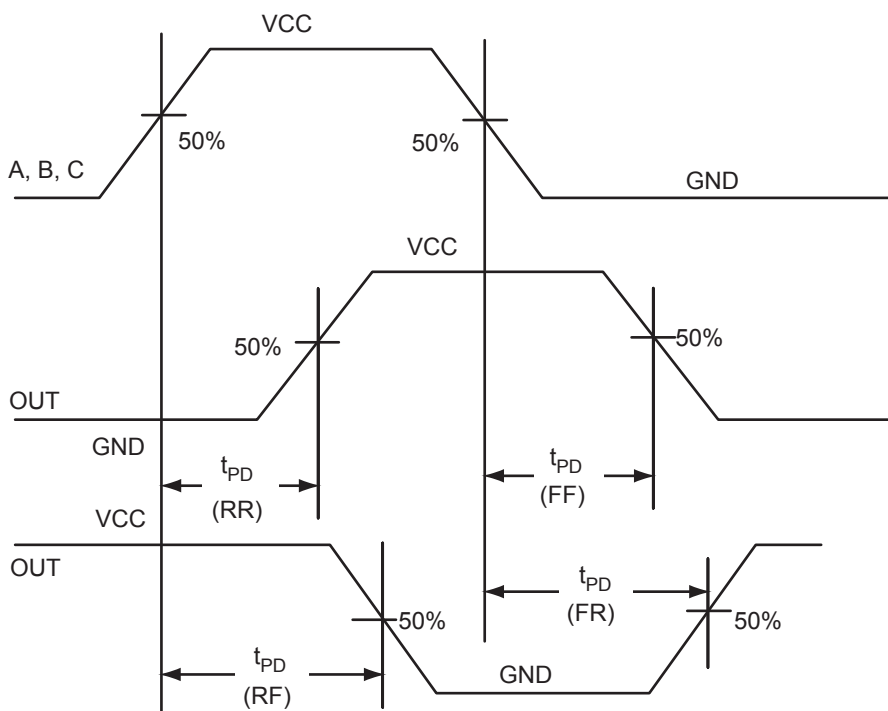 VCC
50%
50%
A, B, C
GND
VCC
50%
50%
OUT
GND
tPD
(RR)
tPD
(FF)
VCC
OUT
tPD
(FR)
50%
50%
tPD
(RF)
GND